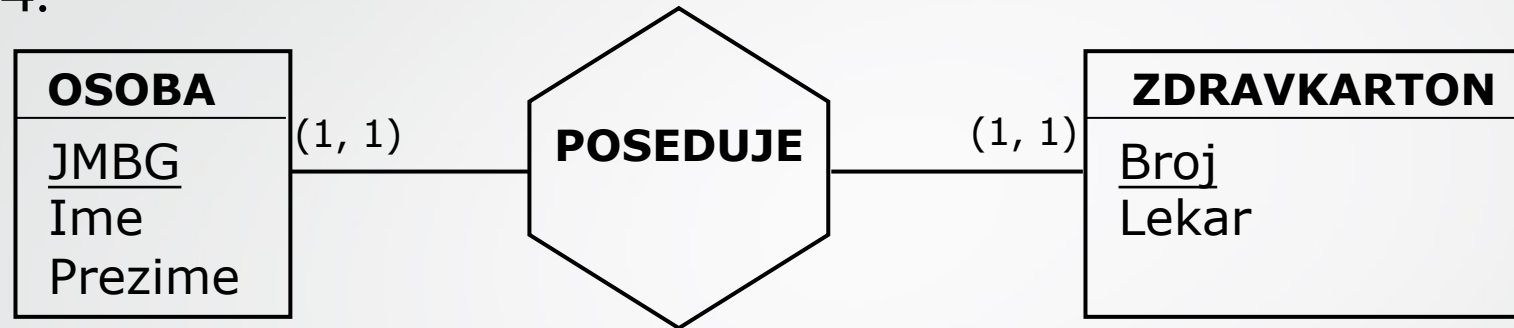 4.
OSOBA
JMBG
Ime
Prezime
(1, 1)
POSEDUJE
(1, 1)
ZDRAVKARTON
Broj
Lekar